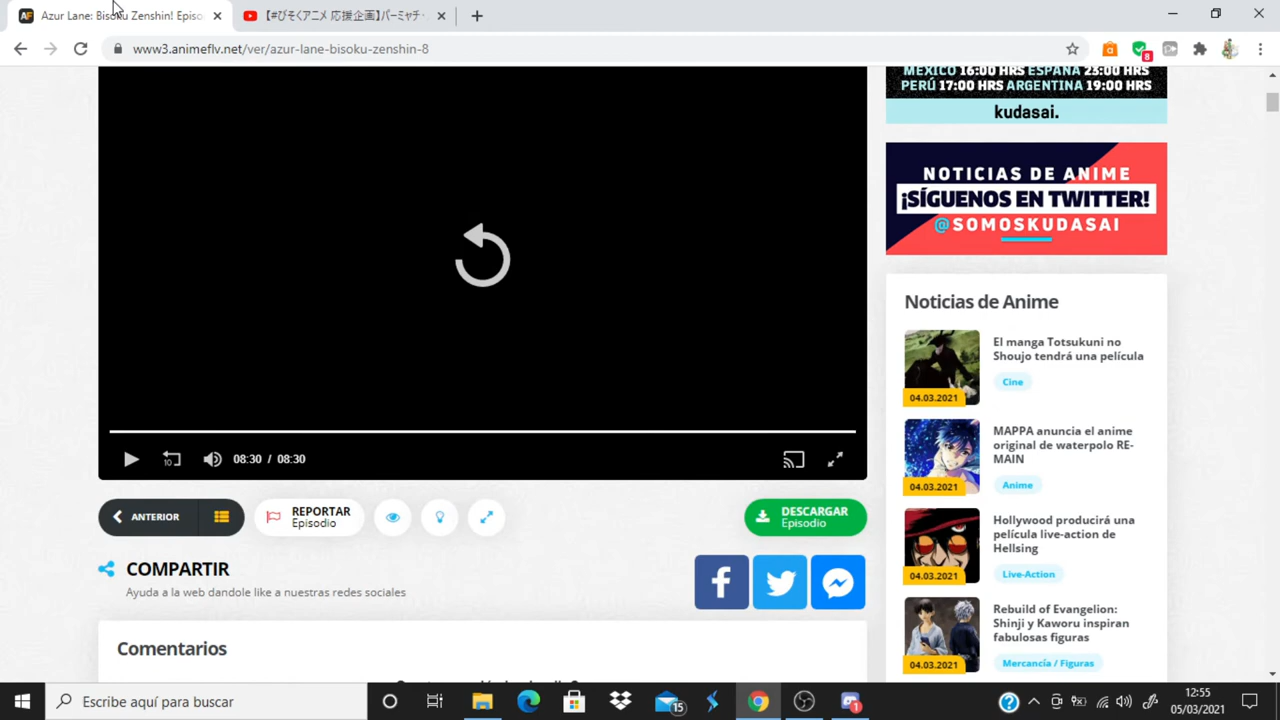 Azur Lane: Bisoku Zenshin! Episo
【#びそくアニメ 応援企画】バーミヤチ
www3.animeflv.net/ver/azur-lane-bisoku-zenshin-8
8
MÉXICO 16:00 HRS ESPAÑA 23:00 HRS
PERÚ 17:00 HRS ARGENTINA 19:00 HRS
kudasai.
NOTICIAS DE ANIME
¡SÍGUENOS EN TWITTER!
@SOMOSKUDASAI
Noticias de Anime
El manga Totsukuni no
Shoujo tendrá una película
Cine
04.03.2021
MAPPA anuncia el anime
original de waterpolo RE-
MAIN
Anime
04.03.2021
Hollywood producirá una
película live-action de
Hellsing
Live-Action
04.03.2021
Rebuild of Evangelion:
Shinji y Kaworu inspiran
fabulosas figuras
Mercancía / Figuras
04.03.2021
10
08:30 / 08:30
ANTERIOR
REPORTAR
Episodio
DESCARGAR
Episodio
COMPARTIR
Ayuda a la web dandole like a nuestras redes sociales
Comentarios
Escribe aquí para buscar
15
1
12:55
05/03/2021